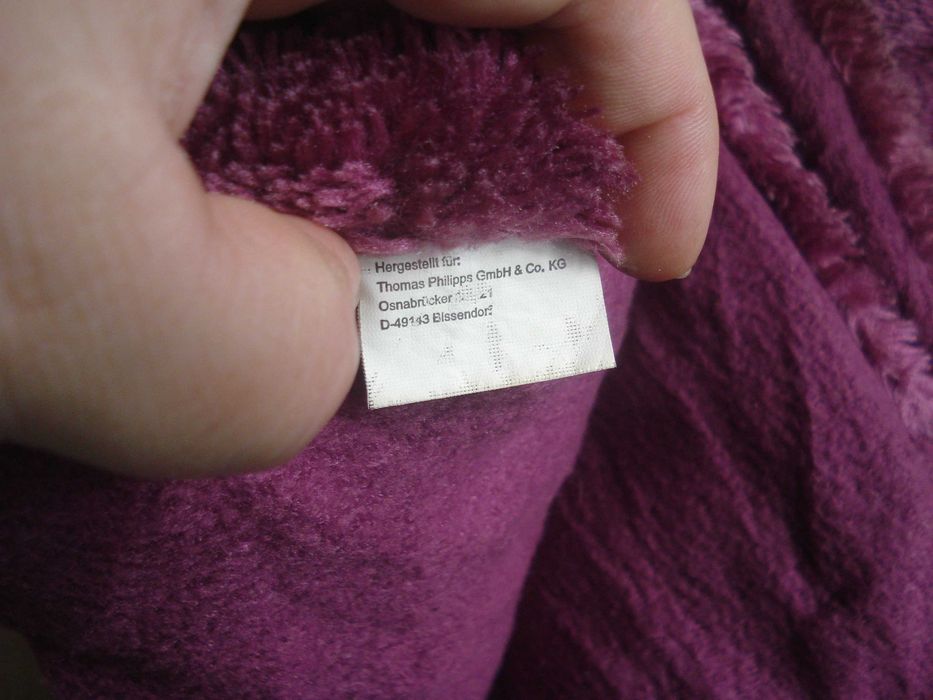 Hergestellt für:
Thomas Philipps GmbH & Co. KG
Osnabrücker 21
D-49143 Bissendorf